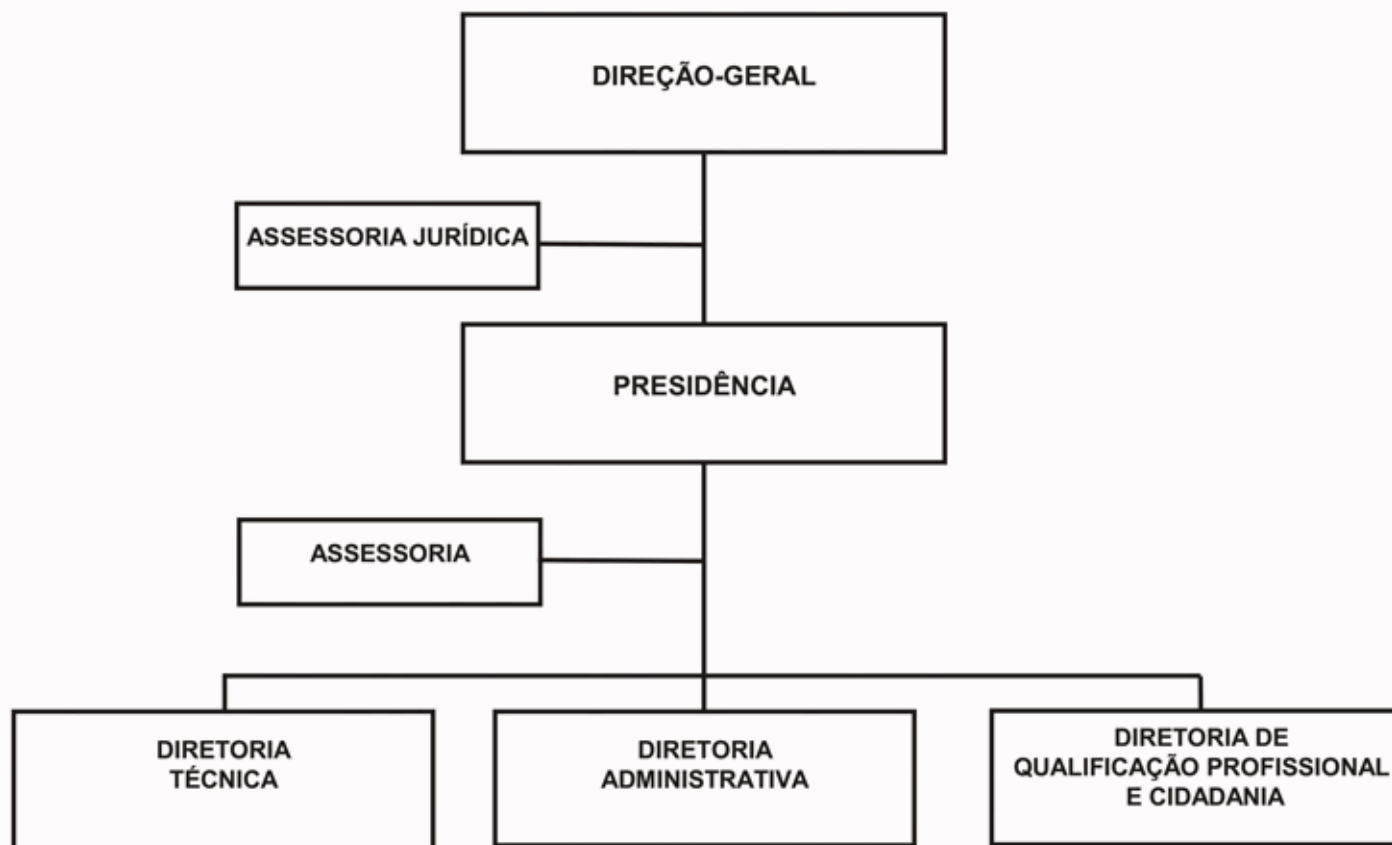 DIREÇÃO-GERAL
ASSESSORIA JURÍDICA
PRESIDÊNCIA
ASSESSORIA
DIRETORIA
TÉCNICA
DIRETORIA
ADMINISTRATIVA
DIRETORIA DE
QUALIFICAÇÃO PROFISSIONAL
E CIDADANIA